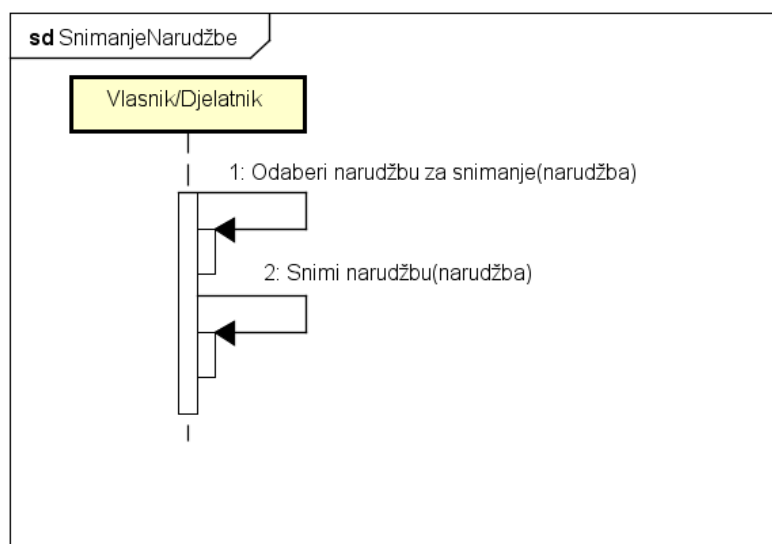 sd SnimanjeNarudžbe
Vlasnik/Djelatnik
1: Odaberi narudžbu za snimanje(narudžba)
2: Snimi narudžbu(narudžba)